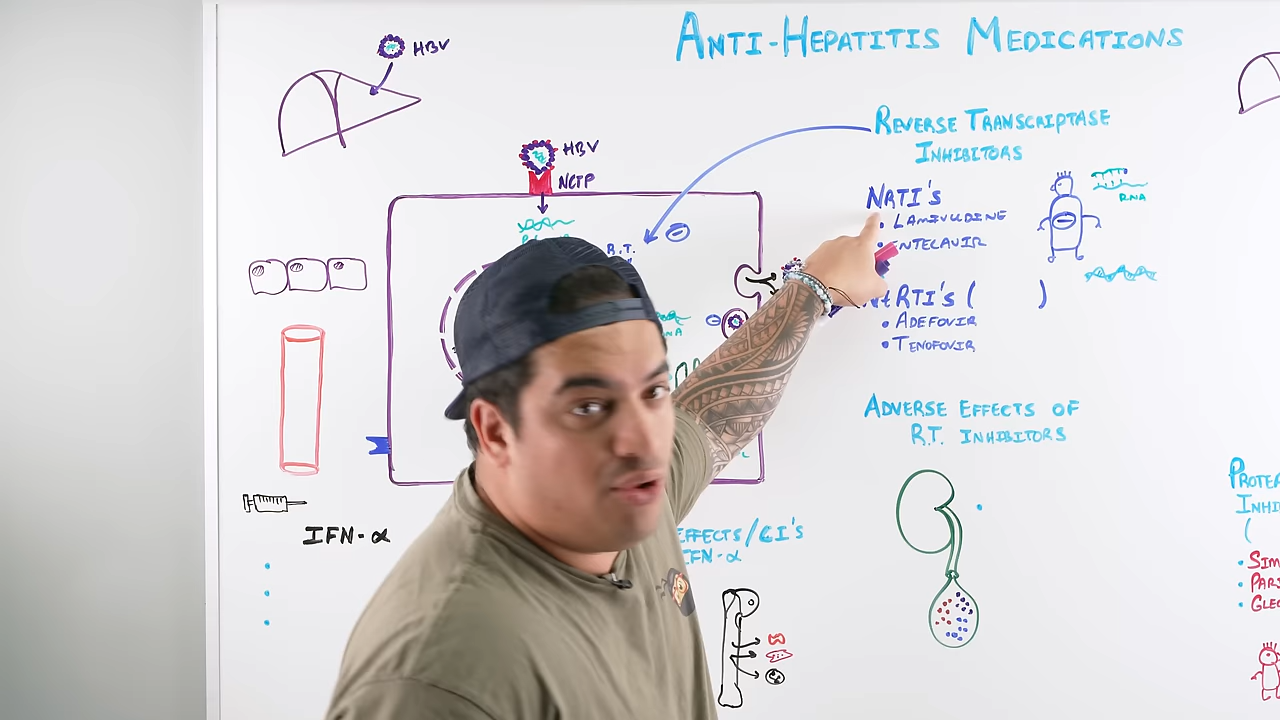 ANTI-HEPATITIS MEDICATIONS
HBV
HBV
NCTP
R.T.
REVERSE TRANSCRIPTASE
INHIBITORS
NRTI's
• LAMIVUDINE
• ENTECAVIR
RNA
NtRTI's ( )
• ADEFOVIR
• TENOFOVIR
ADVERSE EFFECTS OF
R.T. INHIBITORS
IFN-α
EFFECTS/CI's
IFN-α